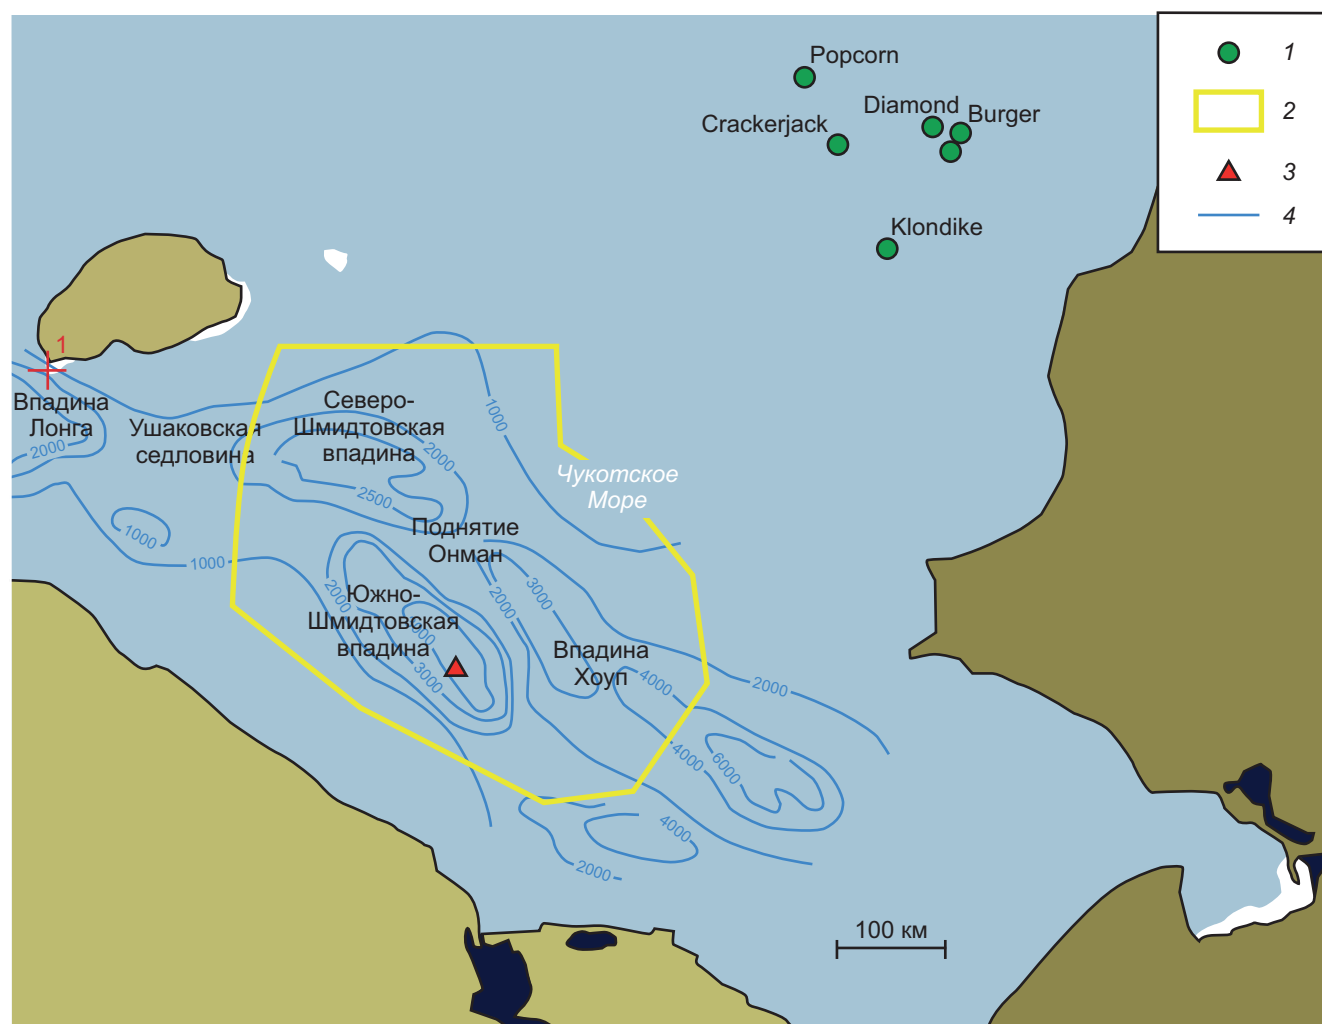 Popcorn
Diamond
Burger
Crackerjack
Klondike
1
2
3
4
1
Впадина
Лонга
2000
Ушаковская
седловина
Северо-
Шмидтовская
впадина
2000
2500
1000
Чукотское
Море
1000
1000
Поднятие
Онман
3000
2000
2000
Южно-
Шмидтовская
впадина
3000
Впадина
Хоуп
4000
2000
4000
6000
4000
2000
100 км